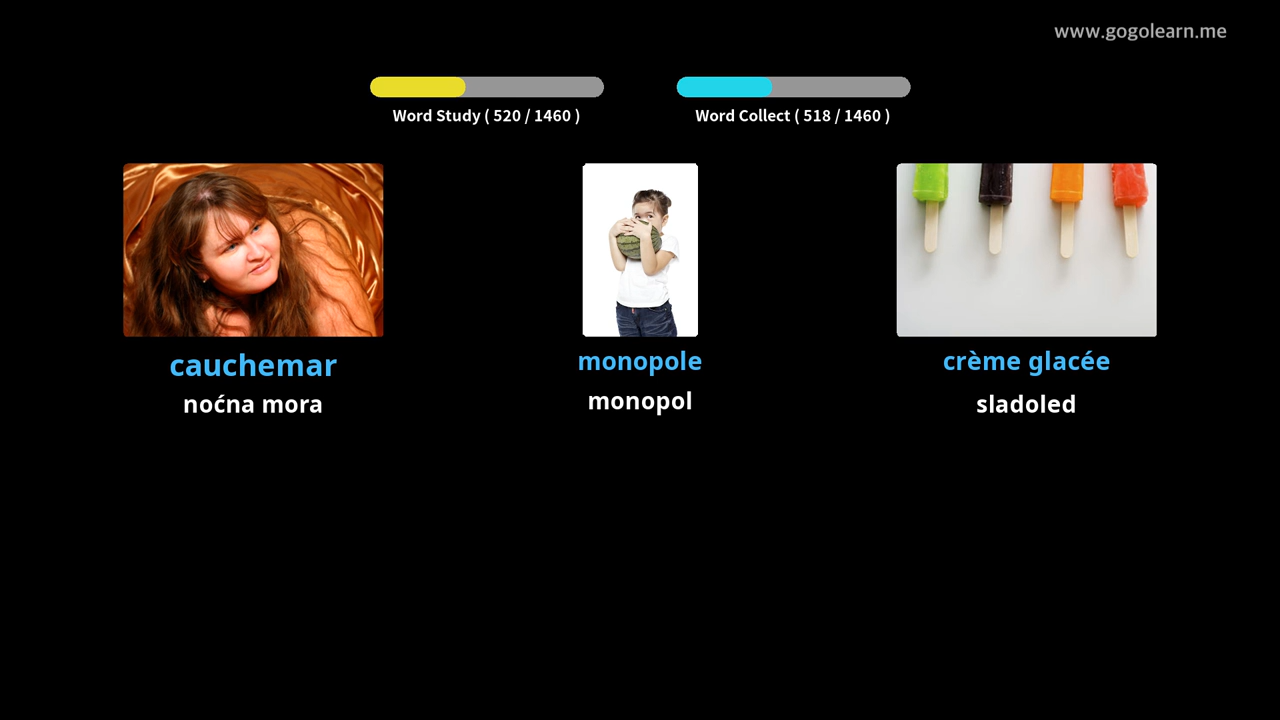 www.gogolearn.me
Word Study ( 520 / 1460 )
Word Collect ( 518 / 1460 )
cauchemar
noćna mora
monopole
monopol
crème glacée
sladoled